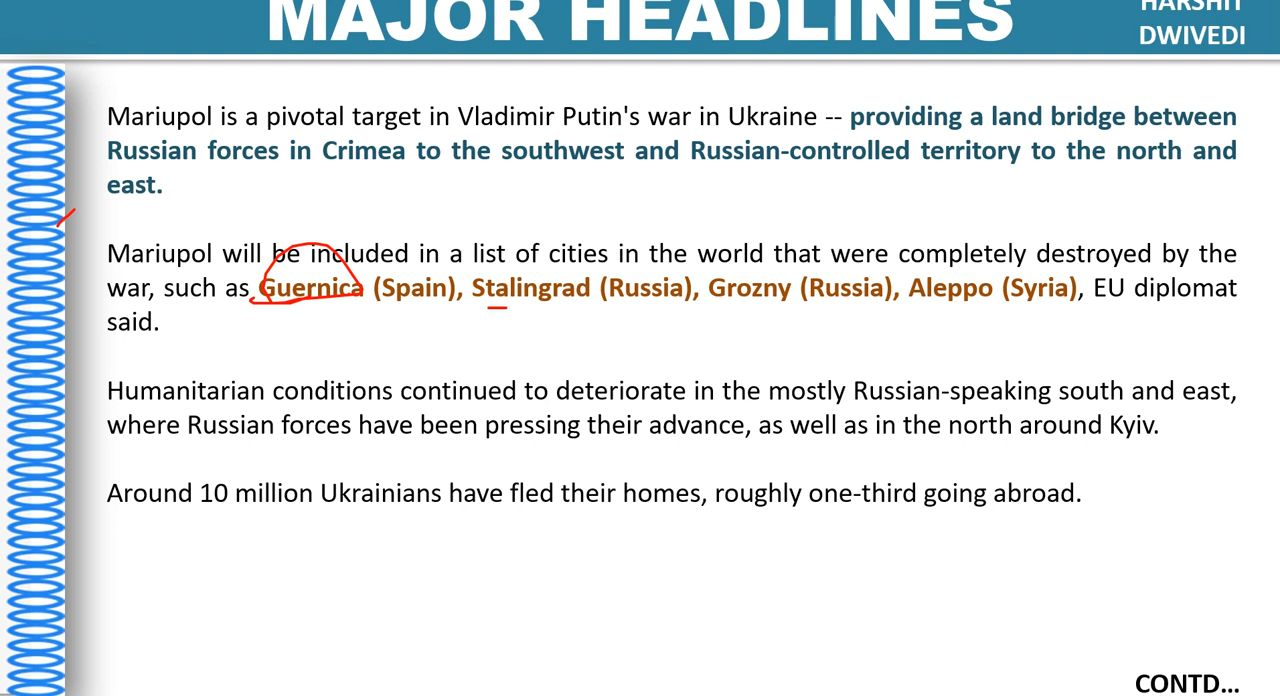 MAJOR HEADLINES
HARSHIT
DWIVEDI
Mariupol is a pivotal target in Vladimir Putin's war in Ukraine -- providing a land bridge between
Russian forces in Crimea to the southwest and Russian-controlled territory to the north and
east.
Mariupol will be included in a list of cities in the world that were completely destroyed by the
war, such as Guernica (Spain), Stalingrad (Russia), Grozny (Russia), Aleppo (Syria), EU diplomat
said.
Humanitarian conditions continued to deteriorate in the mostly Russian-speaking south and east,
where Russian forces have been pressing their advance, as well as in the north around Kyiv.
Around 10 million Ukrainians have fled their homes, roughly one-third going abroad.
CONTD...